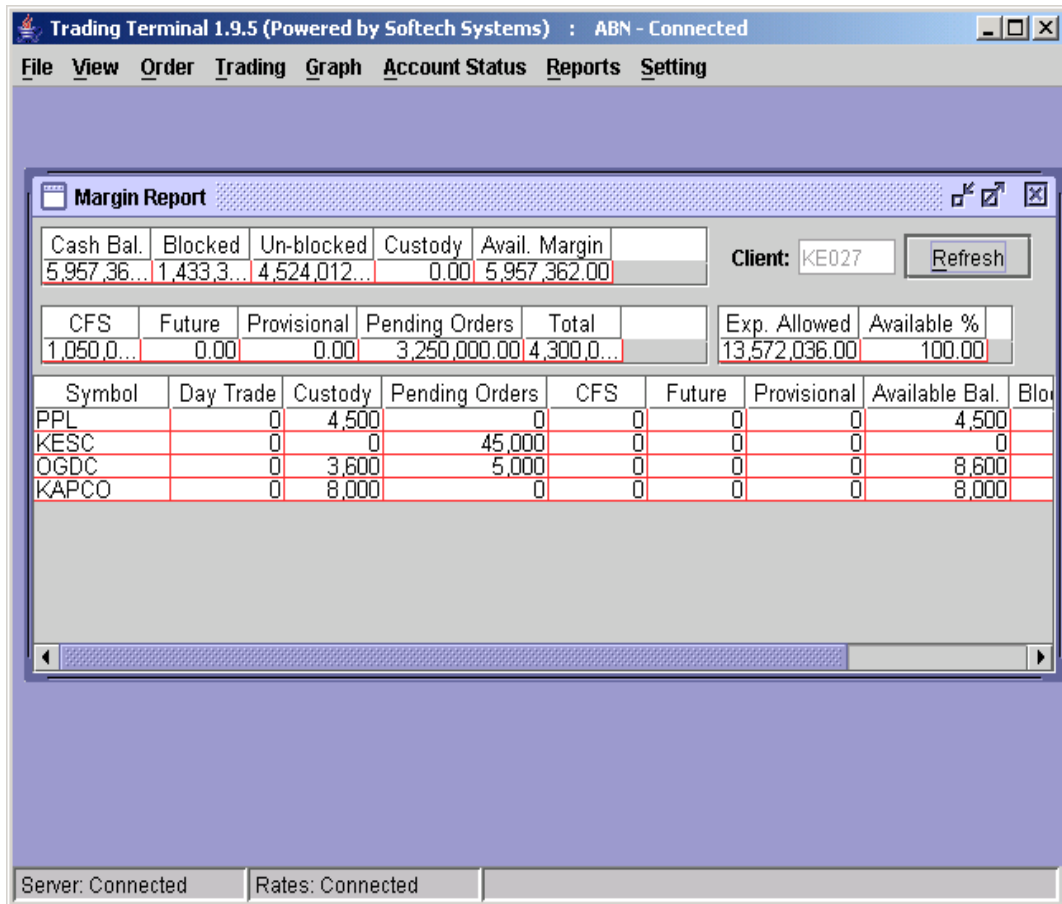 Trading Terminal 1.9.5 (Powered by Softech Systems) : ABN - Connected
File View Order Trading Graph Account Status Reports Setting
Margin Report
Cash Bal. Blocked Un-blocked Custody Avail. Margin
5,957,36... 1,433,3... 4,524,012... 0.00 5,957,362.00
Client: KE027 Refresh
CFS Future Provisional Pending Orders Total
1,050,0... 0.00 0.00 3,250,000.00 4,300,0...
Exp. Allowed Available %
13,572,036.00 100.00
Symbol Day Trade Custody Pending Orders CFS Future Provisional Available Bal. Blo
PPL 0 4,500 0 0 0 0 4,500
KESC 0 0 45,000 0 0 0 0
OGDC 0 3,600 5,000 0 0 0 8,600
KAPCO 0 8,000 0 0 0 0 8,000
Server: Connected Rates: Connected